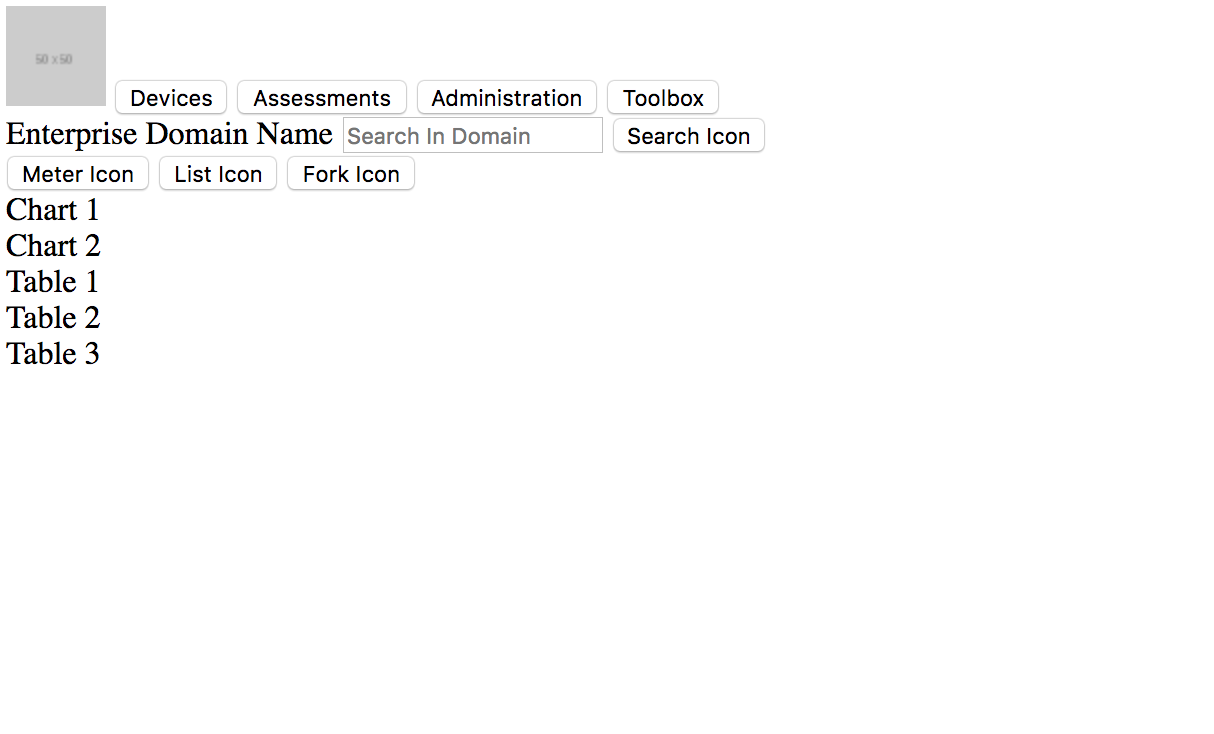 50 x 50
Devices Assessments Administration Toolbox
Enterprise Domain Name Search In Domain Search Icon
Meter Icon List Icon Fork Icon
Chart 1
Chart 2
Table 1
Table 2
Table 3